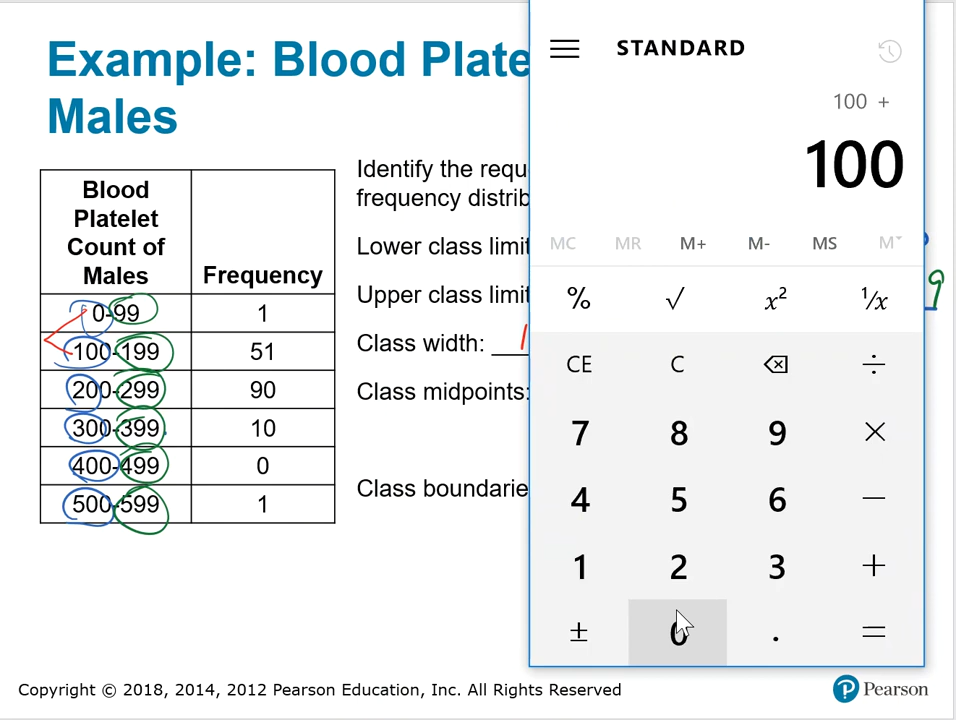 Example: Blood Plate
Males
Blood
Platelet
Count of
Males
Frequency
0-99 1
100-199 51
200-299 90
300-399 10
400-499 0
500-599 1
Identify the requ
frequency distrib
Lower class limit
Upper class limit
Class width: 1
Class midpoints:
Class boundarie
9
STANDARD
100 +
100
MC MR M+ M- MS M
% √ x² ¹/x
CE C ÷
7 8 9 ×
4 5 6 −
1 2 3 +
± 0 . =
Copyright © 2018, 2014, 2012 Pearson Education, Inc. All Rights Reserved
P Pearson